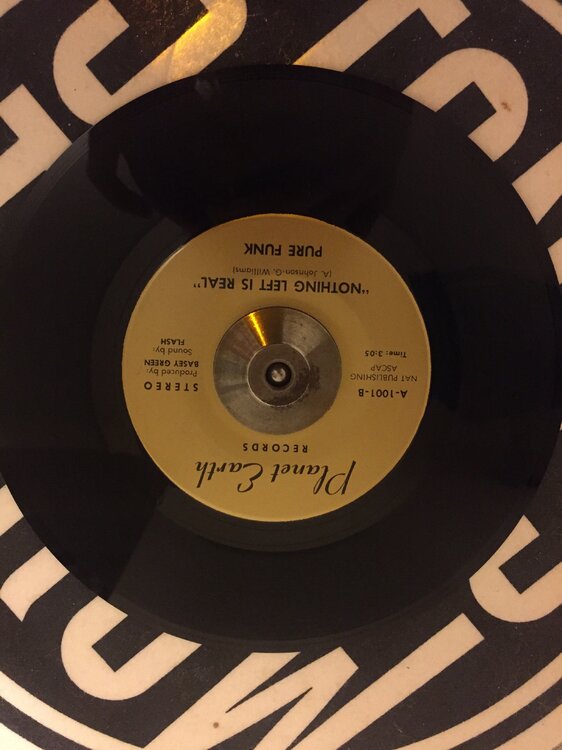 Planet Earth
RECORDS
A-1001-B
NAT PUBLISHING
ASCAP
Time: 3:05
STEREO
Produced by:
BASEY GREEN
Sound by:
FLASH
"NOTHING LEFT IS REAL"
(A. Johnson-G. Williams)
PURE FUNK